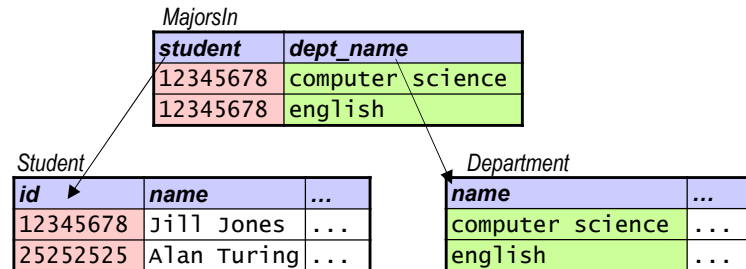 MajorsIn
student dept_name
12345678 computer science
12345678 english
Student
id name ...
12345678 Jill Jones ...
25252525 Alan Turing ...
Department
name ...
computer science ...
english ...